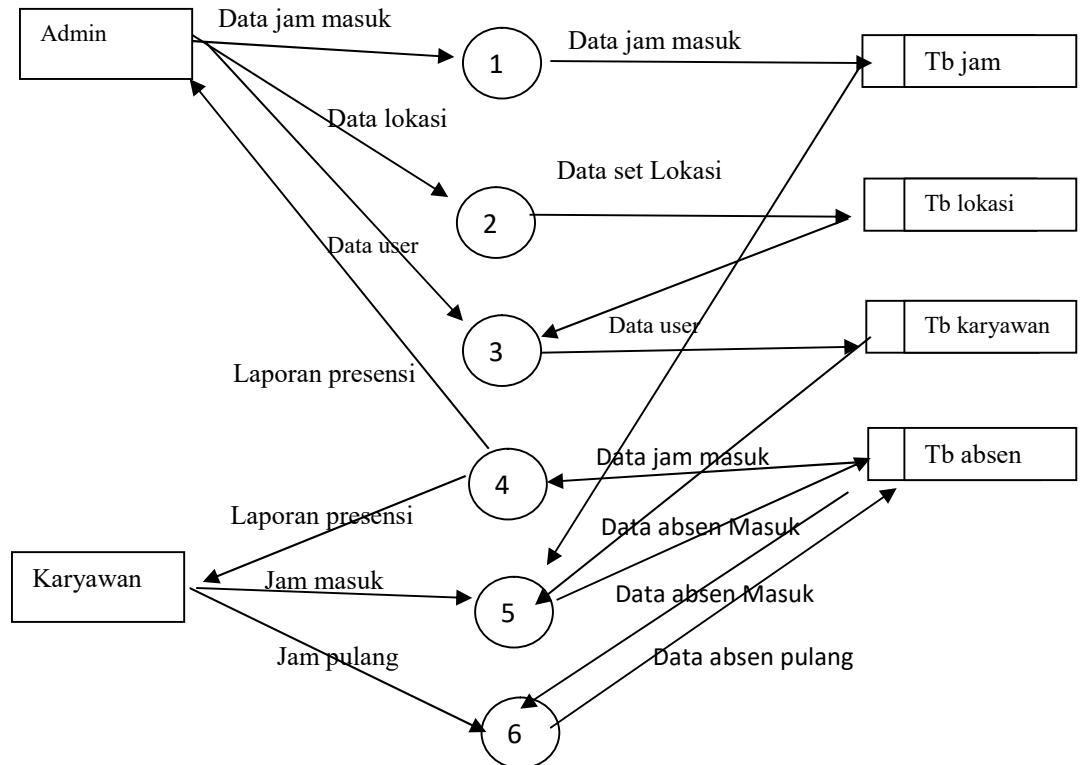 Data jam masuk
Admin
Data jam masuk
1
Tb jam
Data lokasi
Data set Lokasi
2
Tb lokasi
Data user
Data user
3
Tb karyawan
Laporan presensi
Data jam masuk
Tb absen
4
Laporan presensi
Data absen Masuk
Karyawan
Jam masuk
5
Data absen Masuk
Jam pulang
Data absen pulang
6